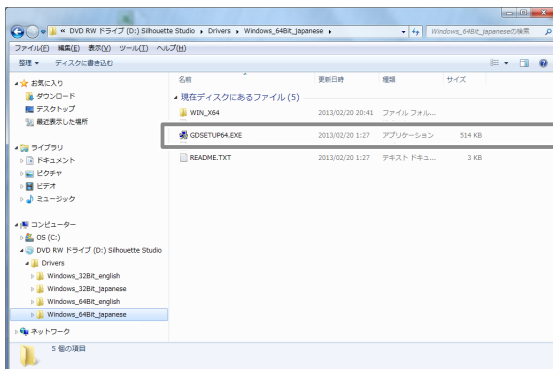 « DVD RW ドライブ (D:) Silhouette Studio ▸ Drivers ▸ Windows_64Bit_japanese ▸
Windows_64Bit_japaneseの検索
ファイル(F) 編集(E) 表示(V) ツール(T) ヘルプ(H)
整理 ▼ ディスクに書き込む
名前 更新日時 種類 サイズ
お気に入り
ダウンロード
デスクトップ
最近表示した場所
ライブラリ
ドキュメント
ピクチャ
ビデオ
ミュージック
コンピューター
OS (C:)
DVD RW ドライブ (D:) Silhouette Studio
Drivers
Windows_32Bit_english
Windows_32Bit_japanese
Windows_64Bit_english
Windows_64Bit_japanese
ネットワーク
現在ディスクにあるファイル (5)
WIN_X64 2013/02/20 20:41 ファイル フォル...
GDSETUP64.EXE 2013/02/20 1:27 アプリケーション 514 KB
README.TXT 2013/02/20 1:27 テキスト ドキュ... 3 KB
5 個の項目